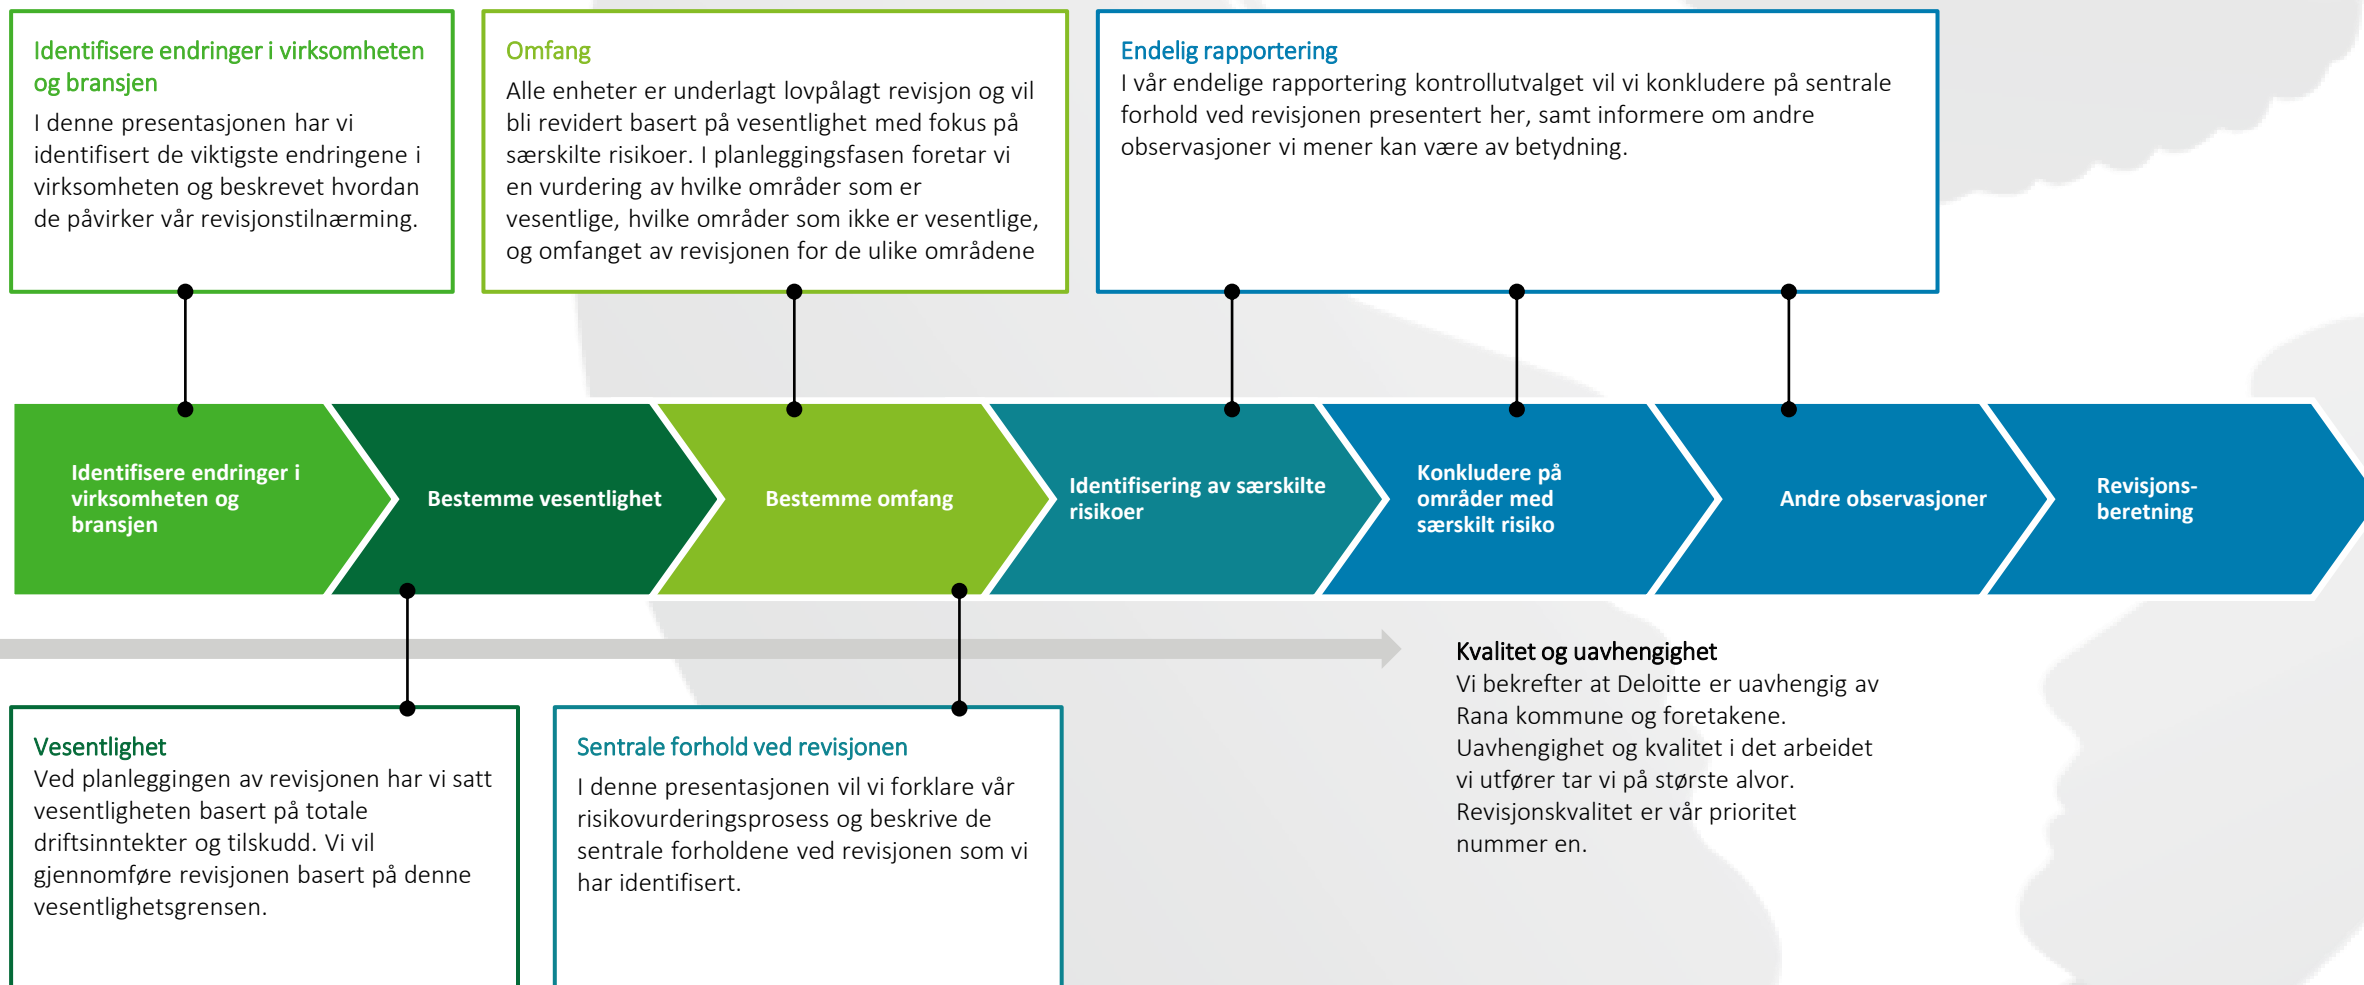 Identifisere endringer i virksomheten
og bransjen
I denne presentasjonen har vi
identifisert de viktigste endringene i
virksomheten og beskrevet hvordan
de påvirker vår revisjonstilnærming.
Omfang
Alle enheter er underlagt lovpålagt revisjon og vil
bli revidert basert på vesentlighet med fokus på
særskilte risikoer. I planleggingsfasen foretar vi
en vurdering av hvilke områder som er
vesentlige, hvilke områder som ikke er vesentlige,
og omfanget av revisjonen for de ulike områdene
Endelig rapportering
I vår endelige rapportering kontrollutvalget vil vi konkludere på sentrale
forhold ved revisjonen presentert her, samt informere om andre
observasjoner vi mener kan være av betydning.
Identifisere endringer i
virksomheten og
bransjen
Bestemme vesentlighet
Bestemme omfang
Identifisering av særskilte
risikoer
Konkludere på
områder med
særskilt risiko
Andre observasjoner
Revisjons-
beretning
Vesentlighet
Ved planleggingen av revisjonen har vi satt
vesentligheten basert på totale
driftsinntekter og tilskudd. Vi vil
gjennomføre revisjonen basert på denne
vesentlighetsgrensen.
Sentrale forhold ved revisjonen
I denne presentasjonen vil vi forklare vår
risikovurderingsprosess og beskrive de
sentrale forholdene ved revisjonen som vi
har identifisert.
Kvalitet og uavhengighet
Vi bekrefter at Deloitte er uavhengig av
Rana kommune og foretakene.
Uavhengighet og kvalitet i det arbeidet
vi utfører tar vi på største alvor.
Revisjonskvalitet er vår prioritet
nummer en.